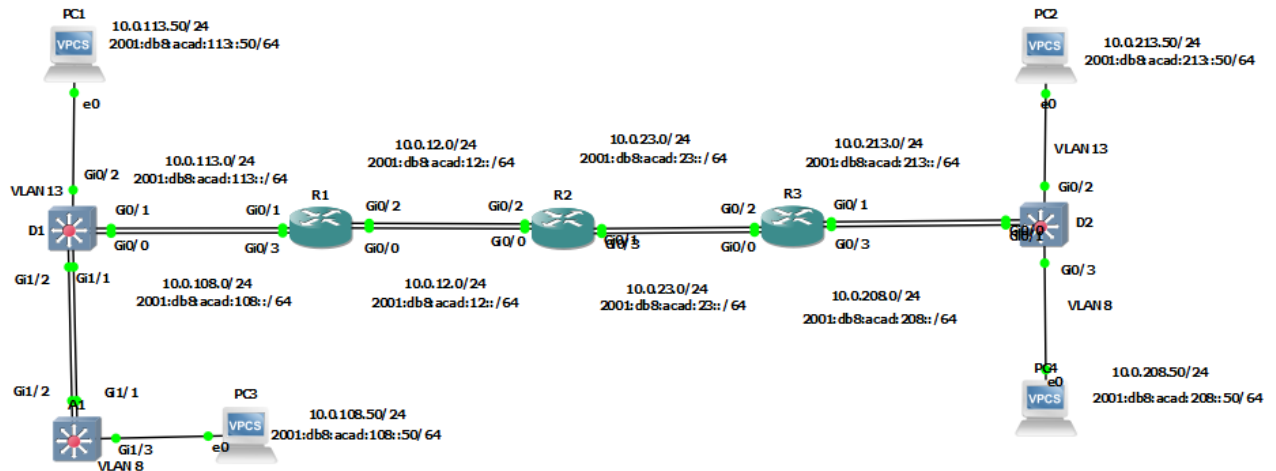 PC1
10.0.113.50/24
2001:db8:acad:113::50/64
VPCS
e0
PC2
10.0.213.50/24
2001:db8:acad:213::50/64
VPCS
e0
VLAN 13
Gi0/2
10.0.113.0/24
2001:db8:acad:113::/64
10.0.12.0/24
2001:db8:acad:12::/64
10.0.23.0/24
2001:db8:acad:23::/64
10.0.213.0/24
2001:db8:acad:213::/64
VLAN 13
Gi0/2
D1
Gi0/1
Gi0/0
Gi0/1
Gi0/3
R1
Gi0/2
Gi0/0
Gi0/2
Gi0/0
R2
Gi0/1
Gi0/3
Gi0/2
Gi0/0
R3
Gi0/1
Gi0/3
Gi0/0
Gi0/1
D2
Gi1/2
Gi1/1
10.0.108.0/24
2001:db8:acad:108::/64
10.0.12.0/24
2001:db8:acad:12::/64
10.0.23.0/24
2001:db8:acad:23::/64
10.0.208.0/24
2001:db8:acad:208::/64
Gi0/3
VLAN 8
Gi1/2
Gi1/1
A1
Gi1/3
VLAN 8
PC3
VPCS
e0
10.0.108.50/24
2001:db8:acad:108::50/64
PC4
e0
VPCS
10.0.208.50/24
2001:db8:acad:208::50/64